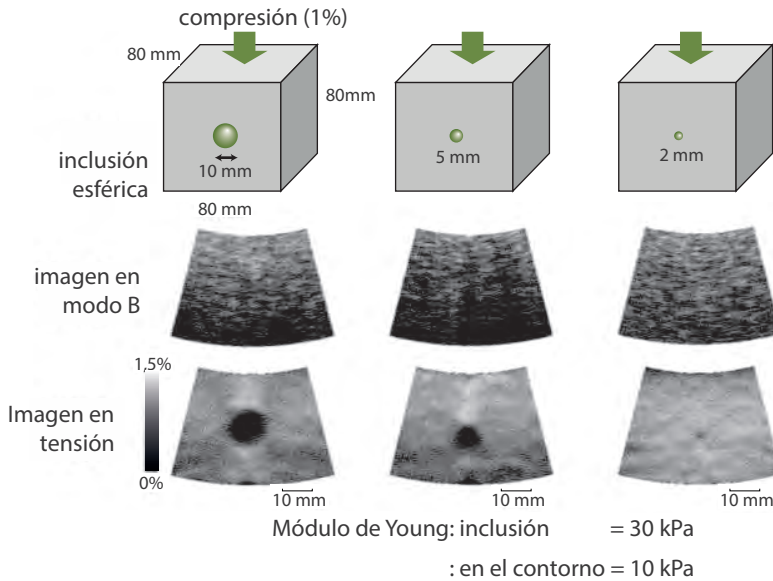 compresión (1%)
80 mm
80mm
inclusión
esférica
10 mm
5 mm
2 mm
80 mm
imagen en
modo B
1,5%
Imagen en
tensión
0%
10 mm
10 mm
10 mm
Módulo de Young: inclusión = 30 kPa
: en el contorno = 10 kPa